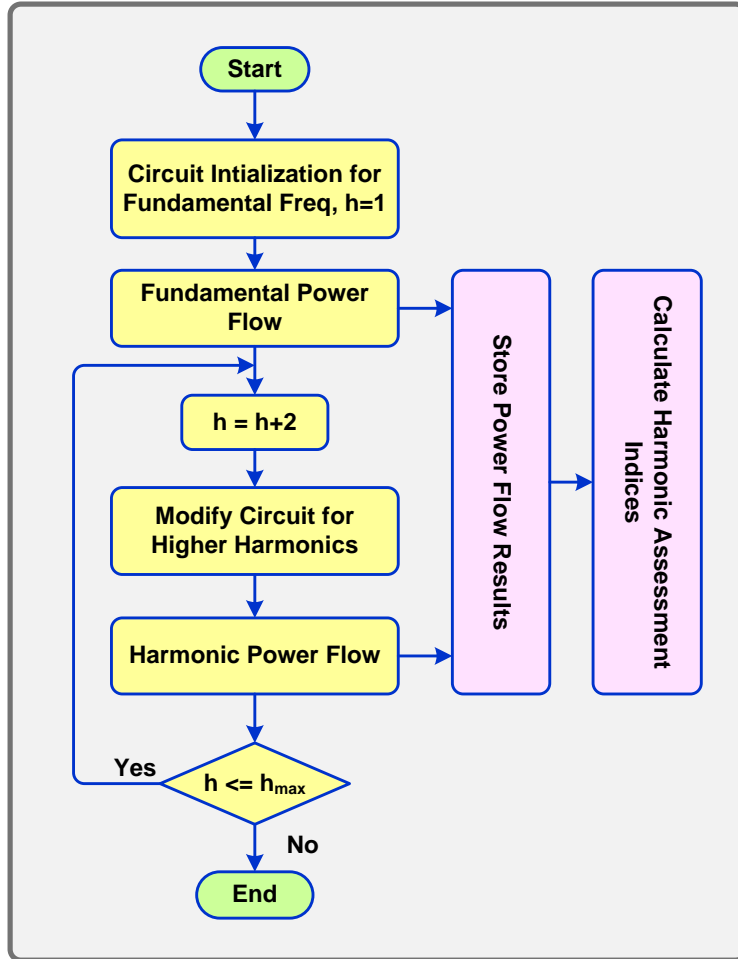 Start
Circuit Intialization for
Fundamental Freq, h=1
Fundamental Power
Flow
h = h+2
Modify Circuit for
Higher Harmonics
Harmonic Power Flow
Yes
h <= hmax
No
End
Store Power Flow Results
Calculate Harmonic Assessment
Indices